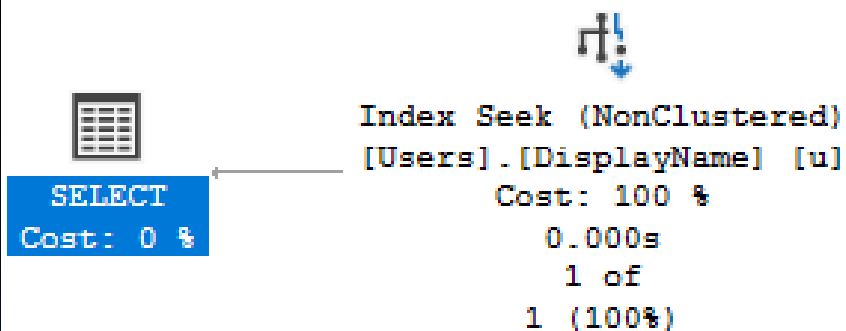 SELECT
Cost: 0 %
Index Seek (NonClustered)
[Users].[DisplayName] [u]
Cost: 100 %
0.000s
1 of
1 (100%)